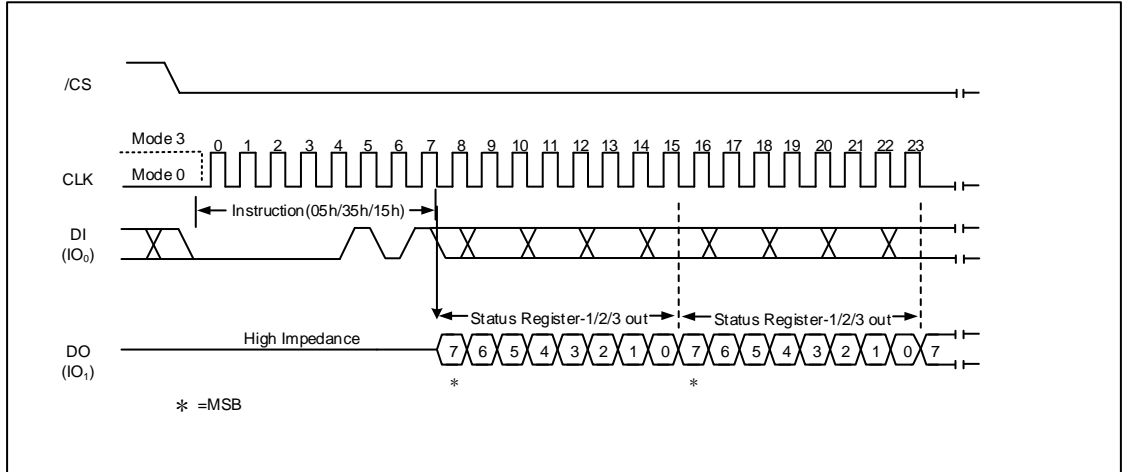 /CS
Mode 3
0 1 2 3 4 5 6 7 8 9 10 11 12 13 14 15 16 17 18 19 20 21 22 23
CLK
Mode 0
Instruction(05h/35h/15h)
DI
(IO₀)
Status Register-1/2/3 out Status Register-1/2/3 out
High Impedance
DO
(IO₁)
7 6 5 4 3 2 1 0 7 6 5 4 3 2 1 0 7
* *
* =MSB